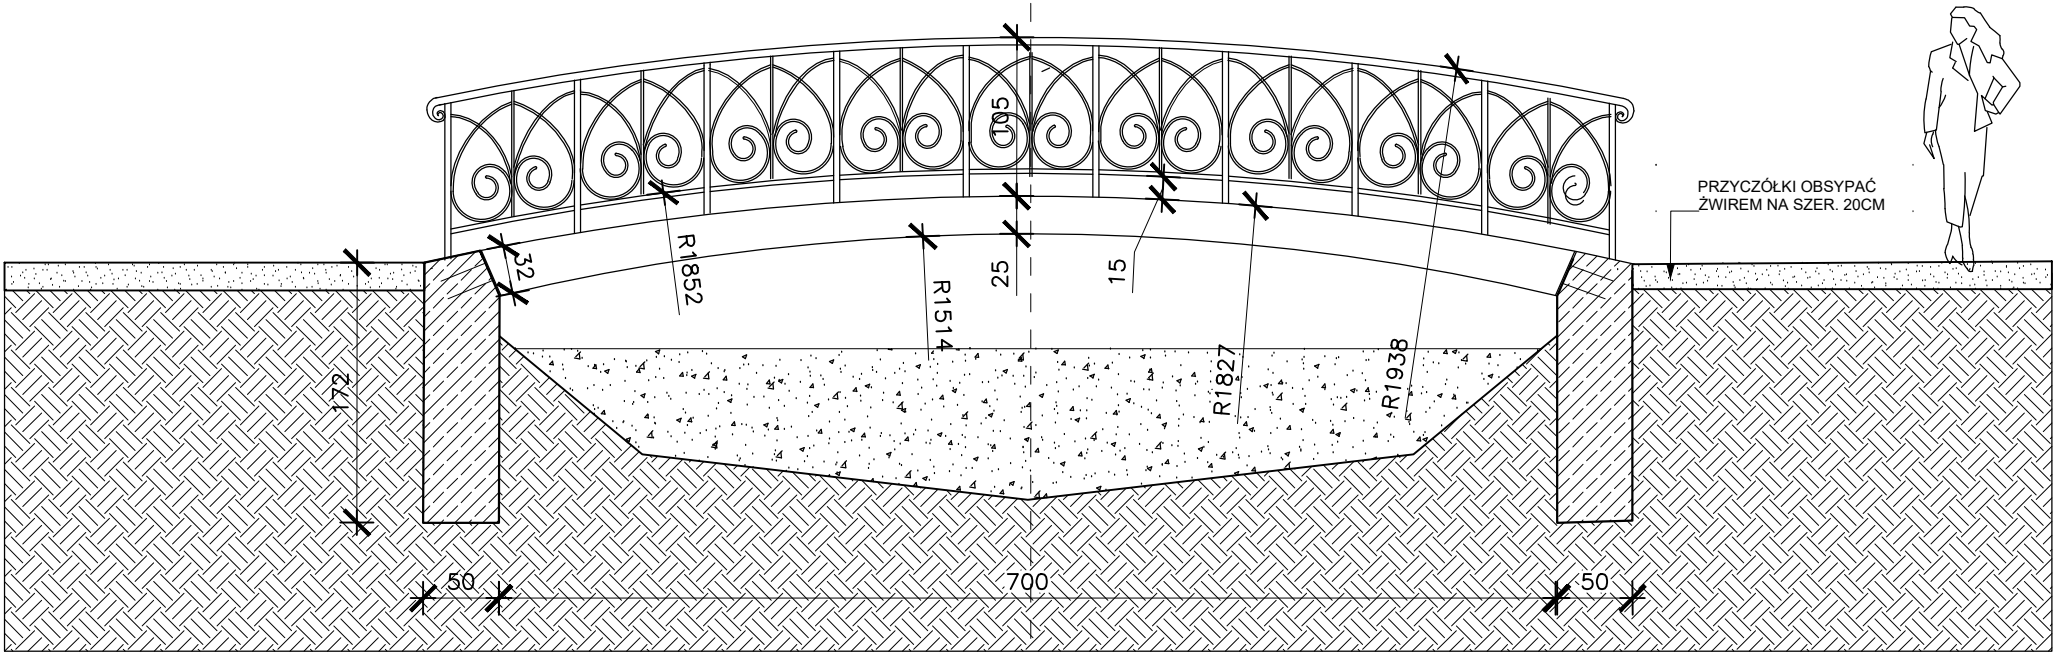 105
PRZYCZÓŁKI OBSYPAĆ
ŻWIREM NA SZER. 20CM
32
R1852
25
15
R1514
172
R1827
R1938
50
700
50